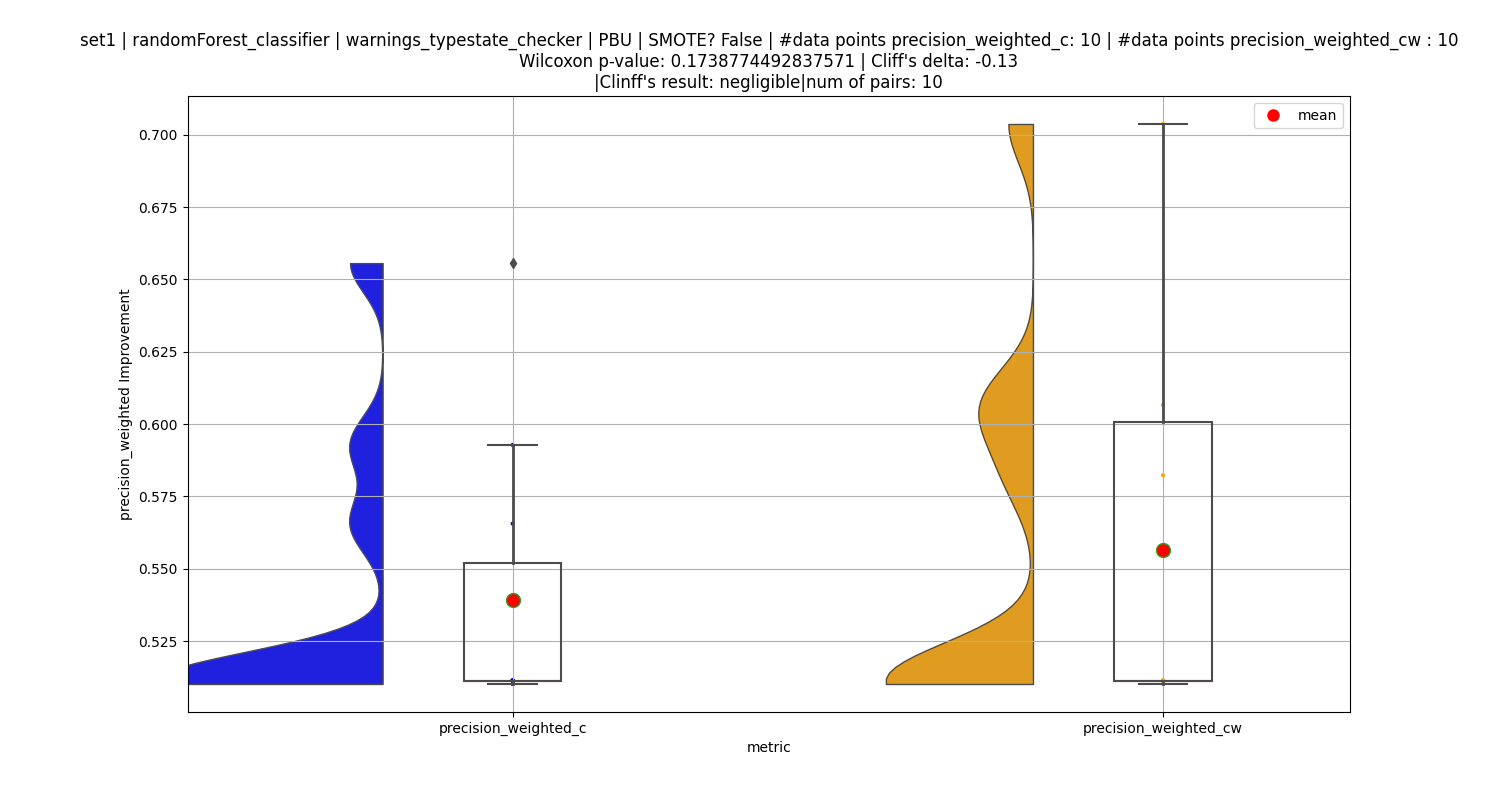 set1 | randomForest_classifier | warnings_typestate_checker | PBU | SMOTE? False | #data points precision_weighted_c: 10 | #data points precision_weighted_cw : 10
Wilcoxon p-value: 0.1738774492837571 | Cliff's delta: -0.13
|Clinff's result: negligible|num of pairs: 10
mean
0.700
0.675
0.650
0.625
0.600
0.575
0.550
0.525
precision_weighted Improvement
precision_weighted_c
precision_weighted_cw
metric